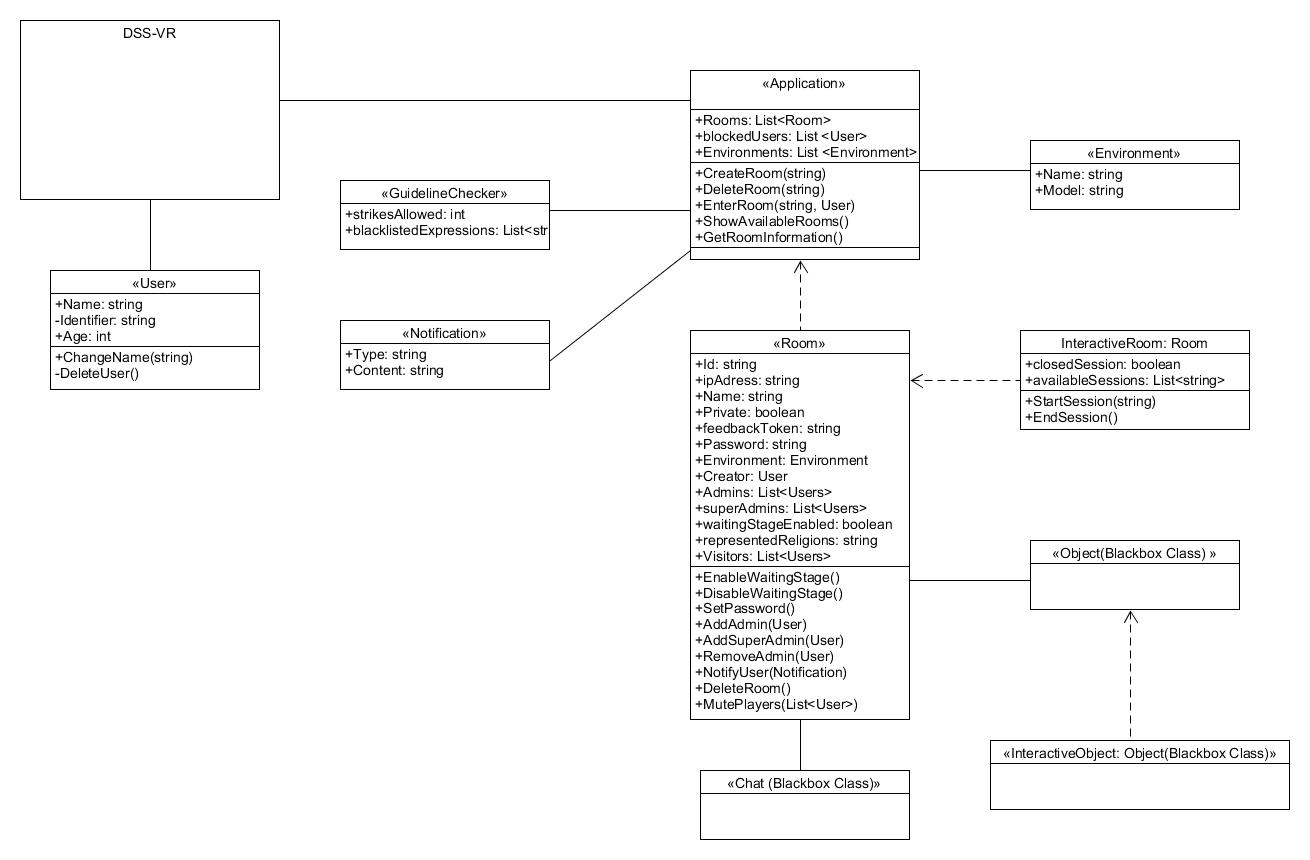 DSS-VR
«Application»
+Rooms: List<Room>
+blockedUsers: List <User>
+Environments: List <Environment>
+CreateRoom(string)
+DeleteRoom(string)
+EnterRoom(string, User)
+ShowAvailableRooms()
+GetRoomInformation()
«Environment»
+Name: string
+Model: string
«GuidelineChecker»
+strikesAllowed: int
+blacklistedExpressions: List<str
«User»
+Name: string
-Identifier: string
+Age: int
+ChangeName(string)
-DeleteUser()
«Notification»
+Type: string
+Content: string
«Room»
+Id: string
+ipAdress: string
+Name: string
+Private: boolean
+feedbackToken: string
+Password: string
+Environment: Environment
+Creator: User
+Admins: List<Users>
+superAdmins: List<Users>
+waitingStageEnabled: boolean
+representedReligions: string
+Visitors: List<Users>
+EnableWaitingStage()
+DisableWaitingStage()
+SetPassword()
+AddAdmin(User)
+AddSuperAdmin(User)
+RemoveAdmin(User)
+NotifyUser(Notification)
+DeleteRoom()
+MutePlayers(List<User>)
InteractiveRoom: Room
+closedSession: boolean
+availableSessions: List<string>
+StartSession(string)
+EndSession()
«Object(Blackbox Class) »
«InteractiveObject: Object(Blackbox Class)»
«Chat (Blackbox Class)»